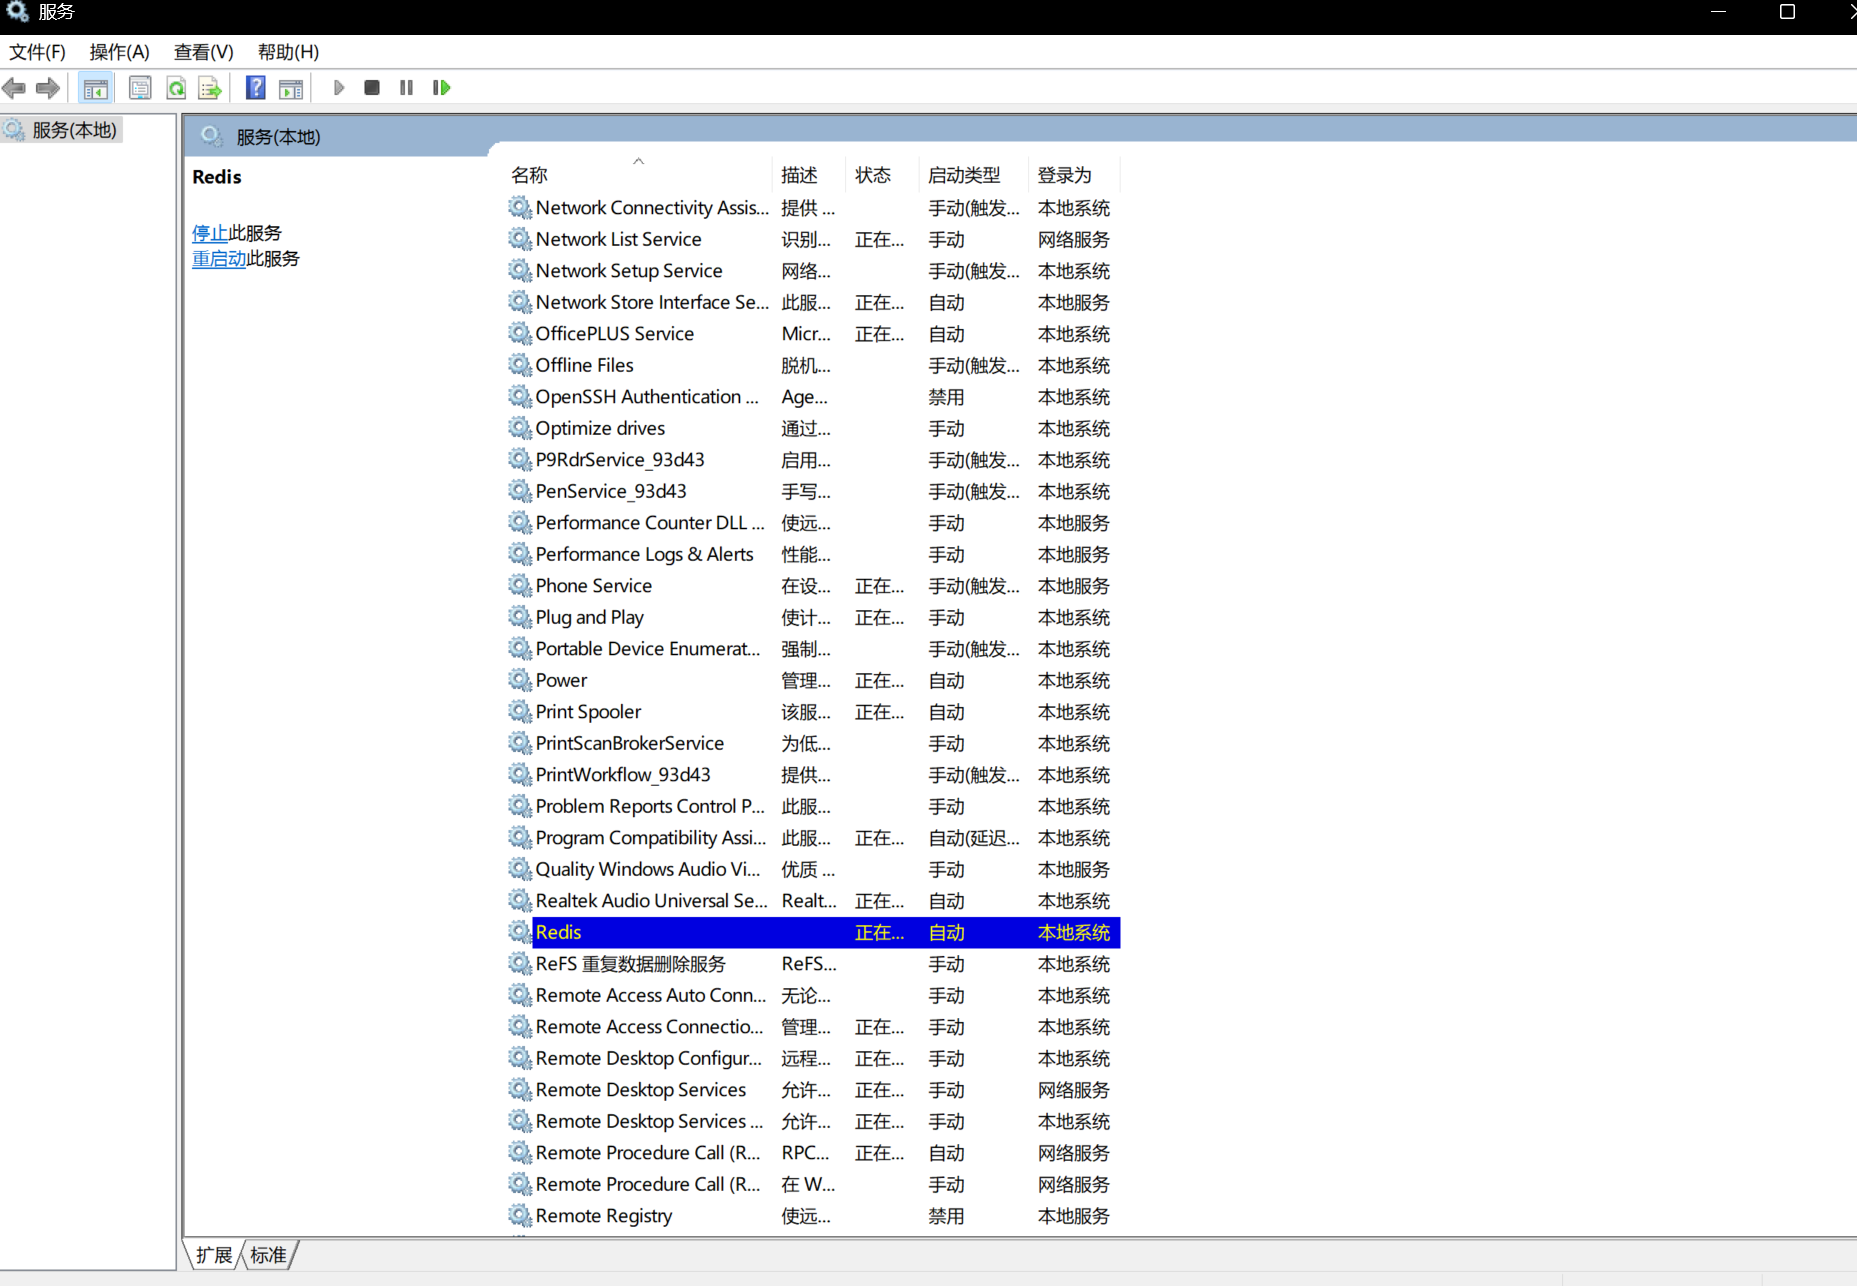 服务
文件(F) 操作(A) 查看(V) 帮助(H)
服务(本地)
服务(本地)
Redis
停止此服务
重启动此服务
名称 描述 状态 启动类型 登录为
Network Connectivity Assis... 提供 ... 手动(触发... 本地系统
Network List Service 识别... 正在... 手动 网络服务
Network Setup Service 网络... 手动(触发... 本地系统
Network Store Interface Se... 此服... 正在... 自动 本地服务
OfficePLUS Service Micr... 正在... 自动 本地系统
Offline Files 脱机... 手动(触发... 本地系统
OpenSSH Authentication ... Age... 禁用 本地系统
Optimize drives 通过... 手动 本地系统
P9RdrService_93d43 启用... 手动(触发... 本地系统
PenService_93d43 手写... 手动(触发... 本地系统
Performance Counter DLL ... 使远... 手动 本地服务
Performance Logs & Alerts 性能... 手动 本地服务
Phone Service 在设... 正在... 手动(触发... 本地服务
Plug and Play 使计... 正在... 手动 本地系统
Portable Device Enumerat... 强制... 手动(触发... 本地系统
Power 管理... 正在... 自动 本地系统
Print Spooler 该服... 正在... 自动 本地系统
PrintScanBrokerService 为低... 手动 本地系统
PrintWorkflow_93d43 提供... 手动(触发... 本地系统
Problem Reports Control P... 此服... 手动 本地系统
Program Compatibility Assi... 此服... 正在... 自动(延迟... 本地系统
Quality Windows Audio Vi... 优质 ... 手动 本地服务
Realtek Audio Universal Se... Realt... 正在... 自动 本地系统
Redis 正在... 自动 本地系统
ReFS 重复数据删除服务 ReFS... 手动 本地系统
Remote Access Auto Conn... 无论... 手动 本地系统
Remote Access Connectio... 管理... 正在... 手动 本地系统
Remote Desktop Configur... 远程... 正在... 手动 本地系统
Remote Desktop Services 允许... 正在... 手动 网络服务
Remote Desktop Services ... 允许... 正在... 手动 本地系统
Remote Procedure Call (R... RPC... 正在... 自动 网络服务
Remote Procedure Call (R... 在 W... 手动 网络服务
Remote Registry 使远... 禁用 本地服务
扩展 标准